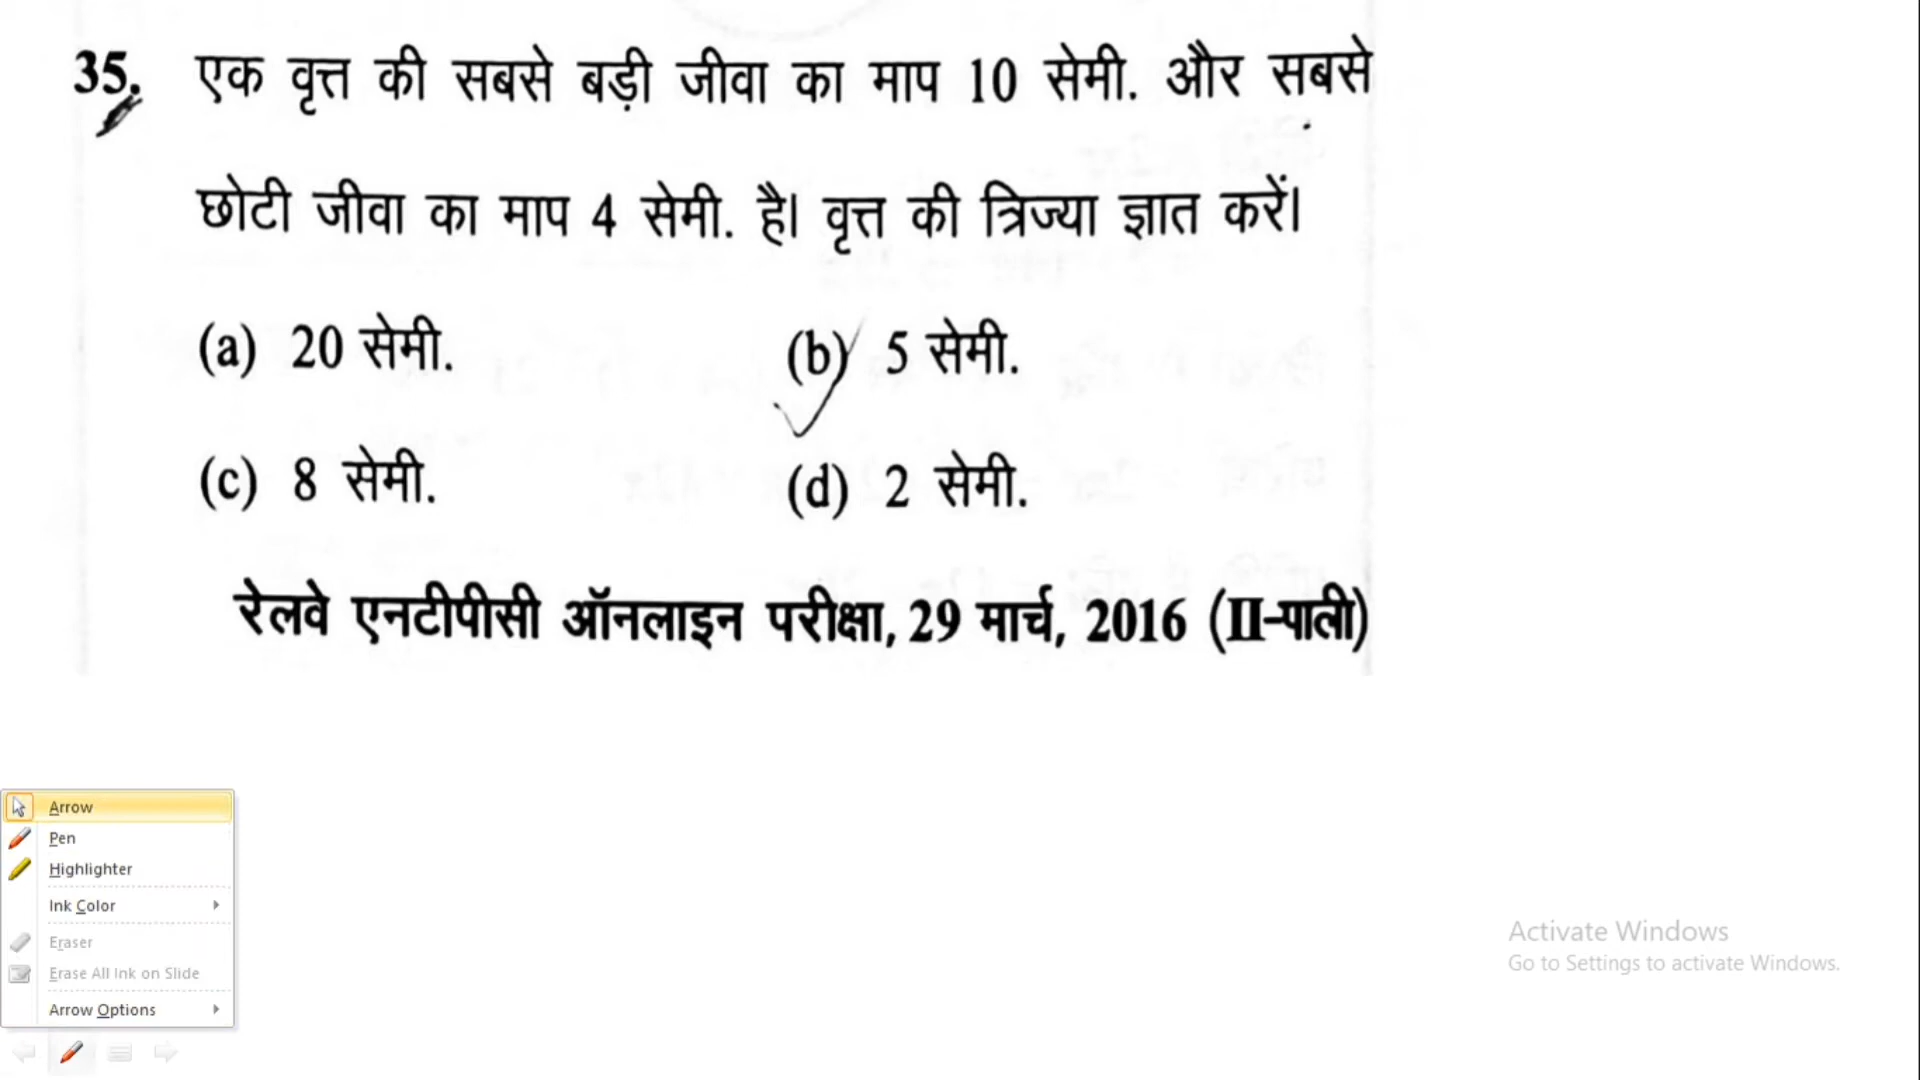 35. एक वृत्त की सबसे बड़ी जीवा का माप 10 सेमी. और सबसे
छोटी जीवा का माप 4 सेमी. है। वृत्त की त्रिज्या ज्ञात करें।
(a) 20 सेमी. (b) 5 सेमी.
(c) 8 सेमी. (d) 2 सेमी.
रेलवे एनटीपीसी ऑनलाइन परीक्षा, 29 मार्च, 2016 (II-पाली)
Arrow
Pen
Highlighter
Ink Color
Eraser
Erase All Ink on Slide
Arrow Options
Activate Windows
Go to Settings to activate Windows.